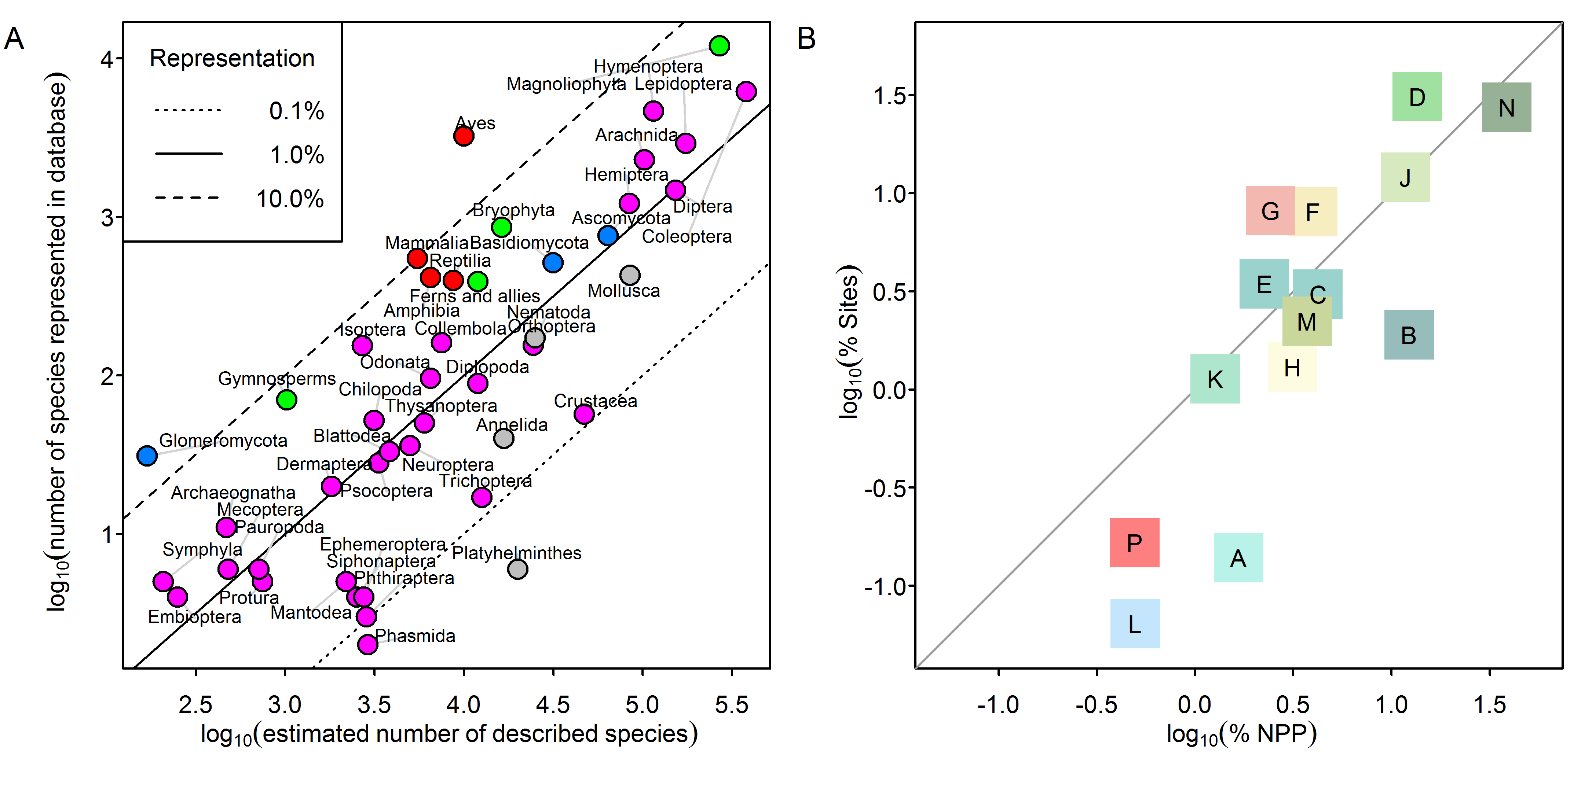 A
Representation
0.1%
1.0%
10.0%
Hymenoptera
Magnoliophyta
Lepidoptera
Aves
Arachnida
Hemiptera
Diptera
Bryophyta
Ascomycota
Coleoptera
Mammalia
Basidiomycota
Reptilia
Mollusca
Ferns and allies
Amphibia
Nematoda
Isoptera
Collembola
Orthoptera
Odonata
Diplopoda
Gymnosperms
Chilopoda
Thysanoptera
Crustacea
Annelida
Blattodea
Glomeromycota
Dermaptera
Neuroptera
Trichoptera
Psocoptera
Archaeognatha
Mecoptera
Pauropoda
Symphyla
Ephemeroptera
Siphonaptera
Phthiraptera
Platyhelminthes
Protura
Mantodea
Embioptera
Phasmida
4
3
2
1
2.5 3.0 3.5 4.0 4.5 5.0 5.5
log10(estimated number of described species)
log10(number of species represented in database)
B
D
N
J
G
F
E
C
M
B
H
K
P
A
L
1.5
1.0
0.5
0.0
-0.5
-1.0
-1.0 -0.5 0.0 0.5 1.0 1.5
log10(% NPP)
log10(% Sites)